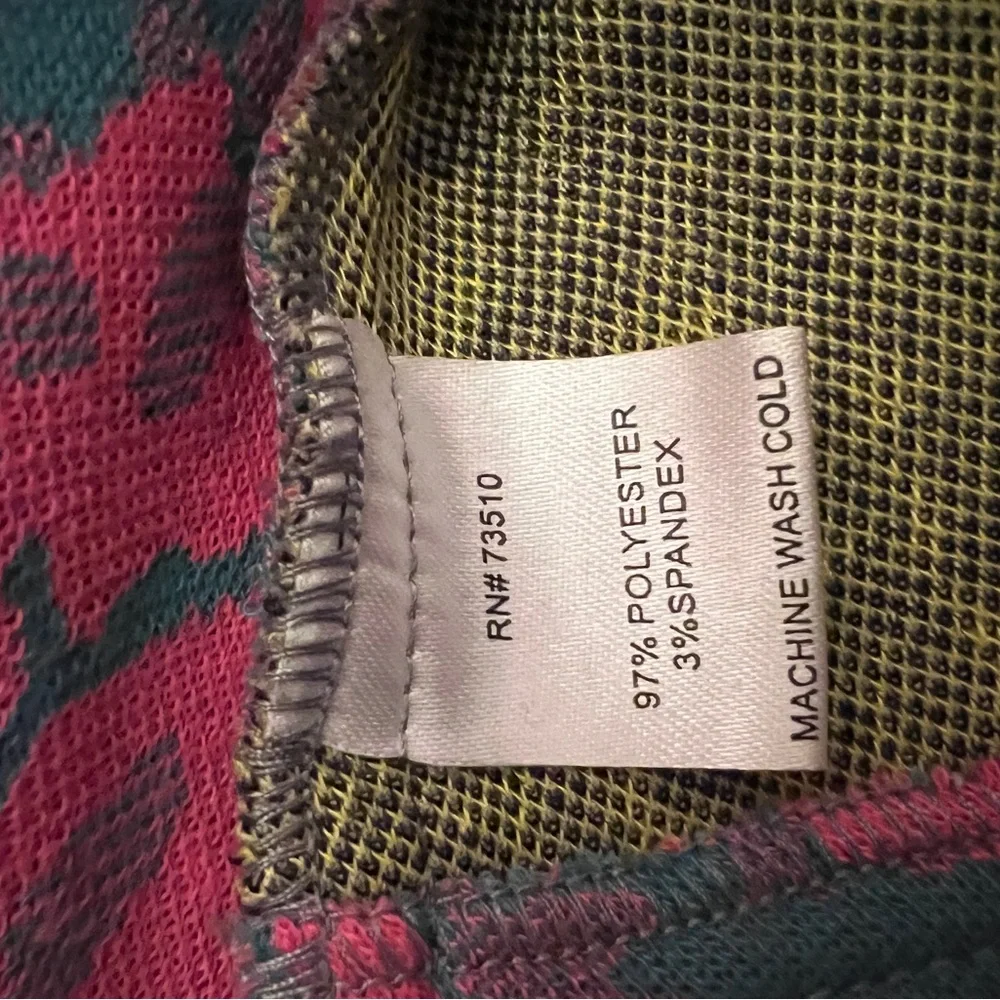 RN# 73510
97% POLYESTER
3%SPANDEX
MACHINE WASH COLD